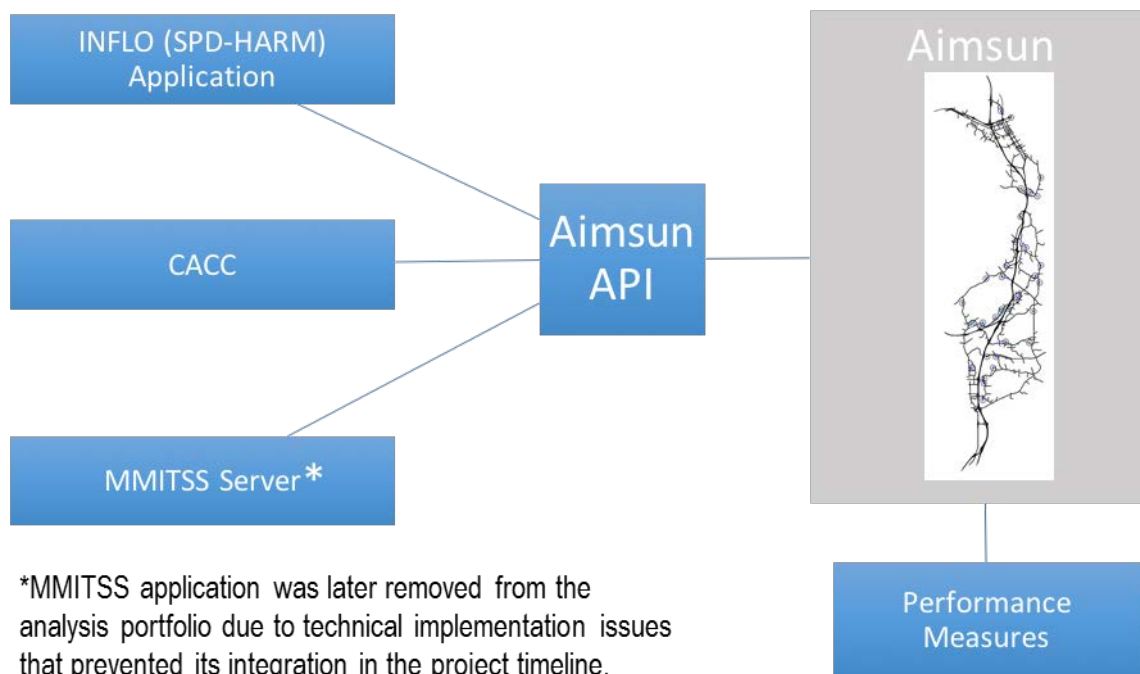 INFLO (SPD-HARM)
Application
CACC
MMITSS Server*
Aimsun
API
Aimsun
Performance
Measures
*MMITSS application was later removed from the
analysis portfolio due to technical implementation issues
that prevented its integration in the project timeline.